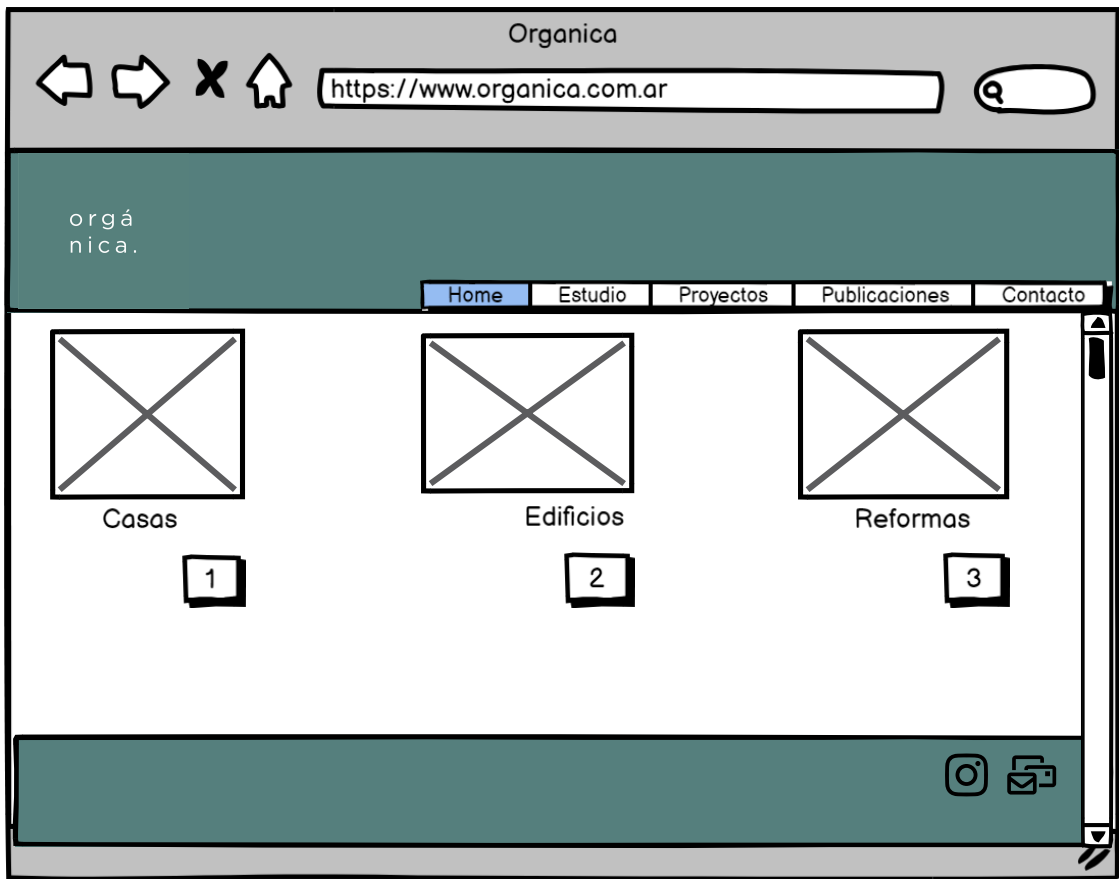 Organica
https://www.organica.com.ar
orgá
nica.
Home Estudio Proyectos Publicaciones Contacto
Casas Edificios Reformas
1 2 3